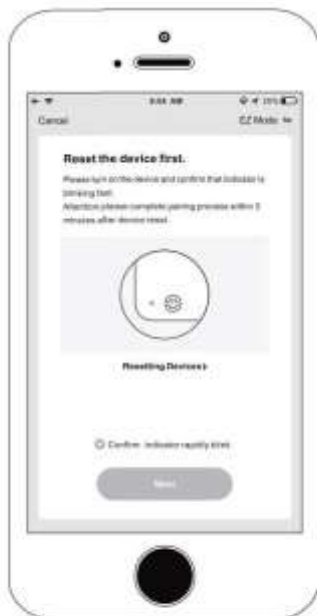 Cancel
EZ Mode
Reset the device first.
Please turn on the device and confirm that indicator is
blinking fast.
Attention: please complete pairing process within 3
minutes after device reset.
Resetting Devices
Confirm indicator rapidly blink
Next